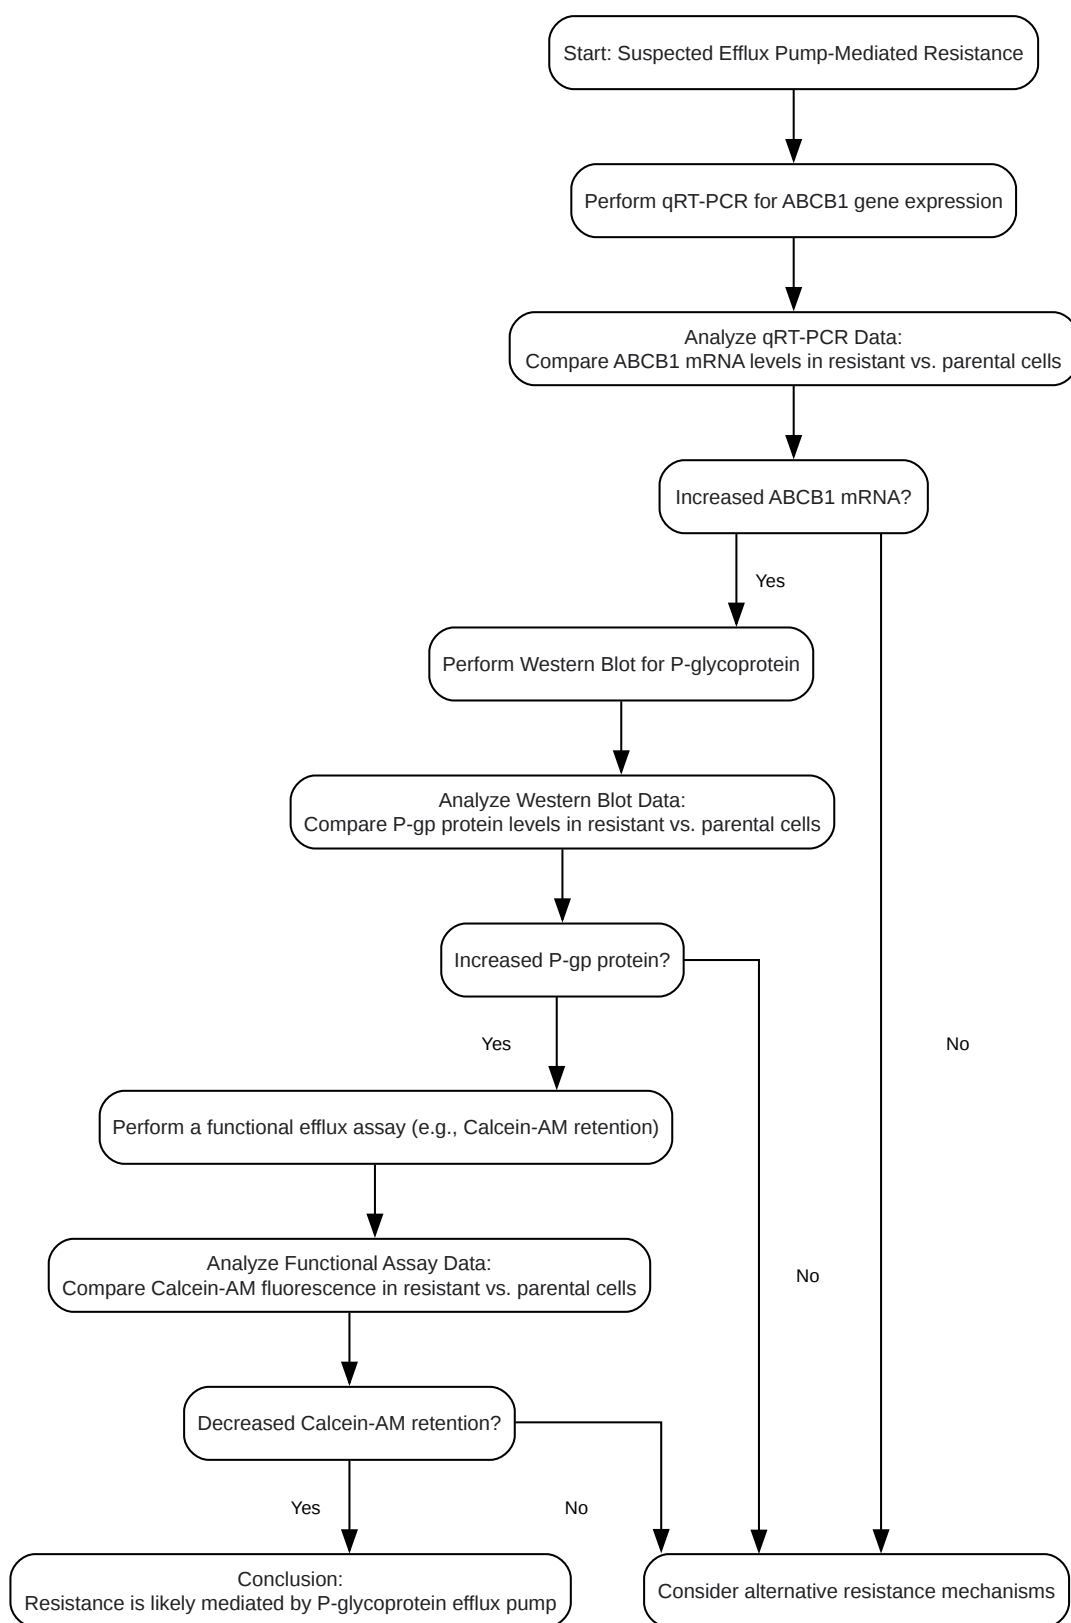 Start: Suspected Efflux Pump-Mediated Resistance
Perform qRT-PCR for ABCB1 gene expression
Analyze qRT-PCR Data:
Compare ABCB1 mRNA levels in resistant vs. parental cells
Increased ABCB1 mRNA?
Yes
Perform Western Blot for P-glycoprotein
Analyze Western Blot Data:
Compare P-gp protein levels in resistant vs. parental cells
Increased P-gp protein?
Yes
No
Perform a functional efflux assay (e.g., Calcein-AM retention)
Analyze Functional Assay Data:
Compare Calcein-AM fluorescence in resistant vs. parental cells
No
Decreased Calcein-AM retention?
Yes
No
Conclusion:
Resistance is likely mediated by P-glycoprotein efflux pump
Consider alternative resistance mechanisms